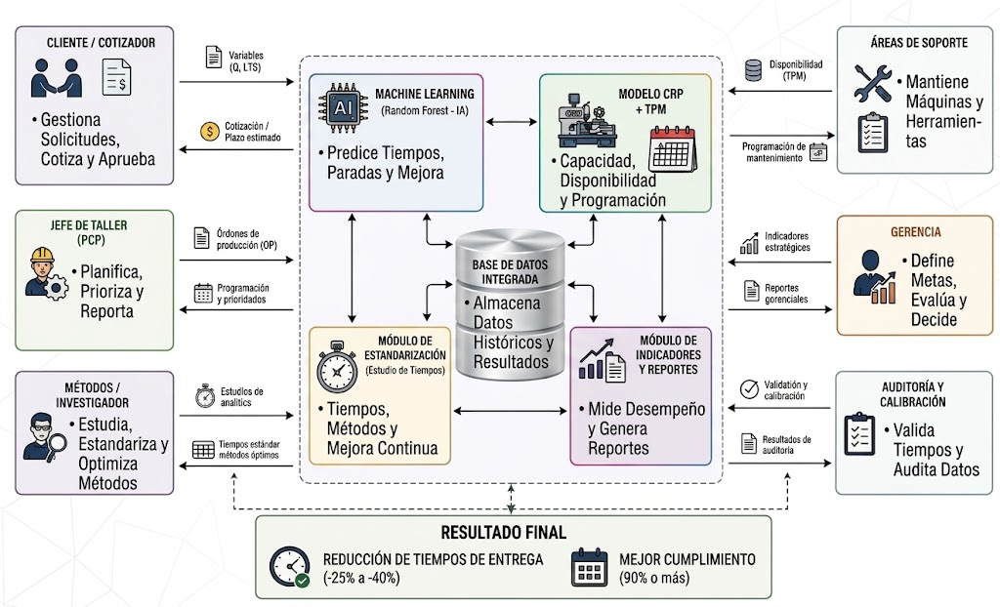 CLIENTE / COTIZADOR
$
• Gestiona
Solicitudes,
Cotiza y Aprueba
JEFE DE TALLER
(PCP)
• Planifica,
Prioriza y
Reporta
MÉTODOS /
INVESTIGADOR
• Estudia,
Estandariza y
Optimiza
Métodos
Variables
(Q, LTS)
$
Cotización /
Plazo estimado
Órdones de
producción (OP)
Programación
y prioridados
Estudios de
analítics
Tiempos estándar
métodos óptimos
AI
MACHINE LEARNING
(Random Forest - IA)
• Predice Tiempos,
Paradas y Mejora
MODELO CRP
+ TPM
• Capacidad,
Disponibilidad
y Programación
BASE DE DATOS
INTEGRADA
• Almacena
Datos
Históricos y
Resultados
MÓDULO DE
ESTANDARIZACIÓN
(Estudio de Tiempos)
• Tiempos,
Métodos y
Mejora Continua
MÓDULO DE
INDICADORES
Y REPORTES
• Mide Desempeño
y Genera
Reportes
Disponibilidad
(TPM)
Programación de
mantenimiento
Indicadores
estratégicos
Reportes
gorenciales
Validatión y
calibración
Resultados de
auditoría
ÁREAS DE SOPORTE
• Mantiene
Máquinas y
Herramien-
tas
GERENCIA
• Define
Metas,
Evalúa y
Decide
AUDITORÍA Y
CALIBRACIÓN
• Valida
Tiempos y
Audita Datos
RESULTADO FINAL
REDUCCIÓN DE TIEMPOS DE ENTREGA
(-25% a -40%)
MEJOR CUMPLIMIENTO
(90% o más)